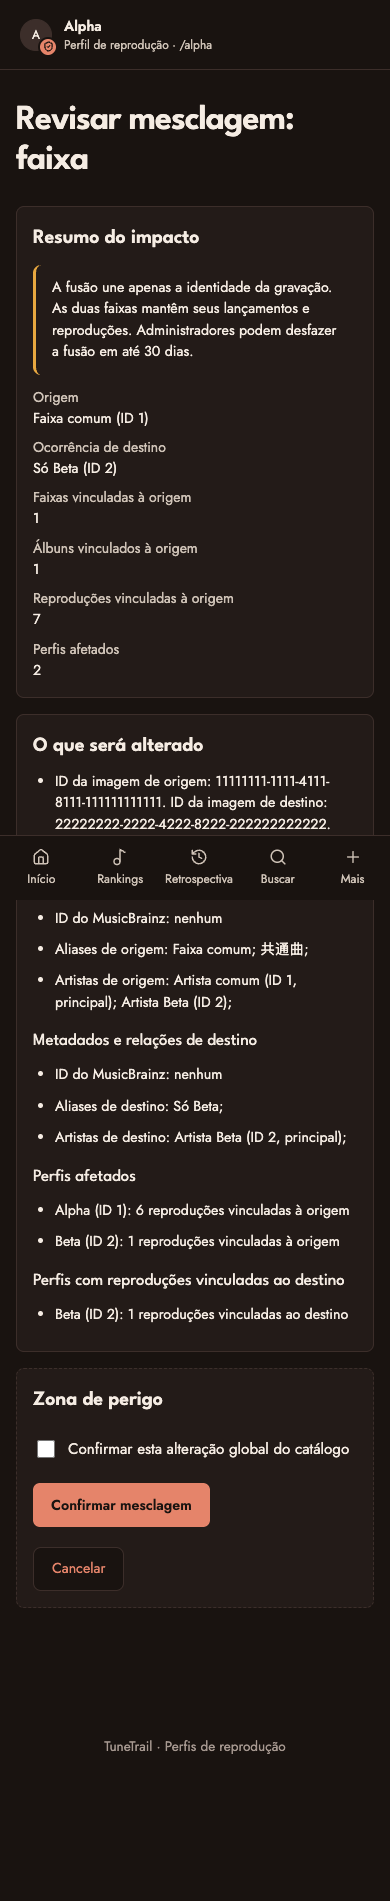 A
Alpha
Perfil de reprodução · /alpha
Revisar mesclagem:
faixa
Resumo do impacto
A fusão une apenas a identidade da gravação.
As duas faixas mantêm seus lançamentos e
reproduções. Administradores podem desfazer
a fusão em até 30 dias.
Origem
Faixa comum (ID 1)
Ocorrência de destino
Só Beta (ID 2)
Faixas vinculadas à origem
1
Álbuns vinculados à origem
1
Reproduções vinculadas à origem
7
Perfis afetados
2
O que será alterado
• ID da imagem de origem: 11111111-1111-4111-
8111-111111111111. ID da imagem de destino:
22222222-2222-4222-8222-222222222222.
Início
Rankings
Retrospectiva
Buscar
Mais
• ID do MusicBrainz: nenhum
• Aliases de origem: Faixa comum; 共通曲;
• Artistas de origem: Artista comum (ID 1,
principal); Artista Beta (ID 2);
Metadados e relações de destino
• ID do MusicBrainz: nenhum
• Aliases de destino: Só Beta;
• Artistas de destino: Artista Beta (ID 2, principal);
Perfis afetados
• Alpha (ID 1): 6 reproduções vinculadas à origem
• Beta (ID 2): 1 reproduções vinculadas à origem
Perfis com reproduções vinculadas ao destino
• Beta (ID 2): 1 reproduções vinculadas ao destino
Zona de perigo
Confirmar esta alteração global do catálogo
Confirmar mesclagem
Cancelar
TuneTrail · Perfis de reprodução